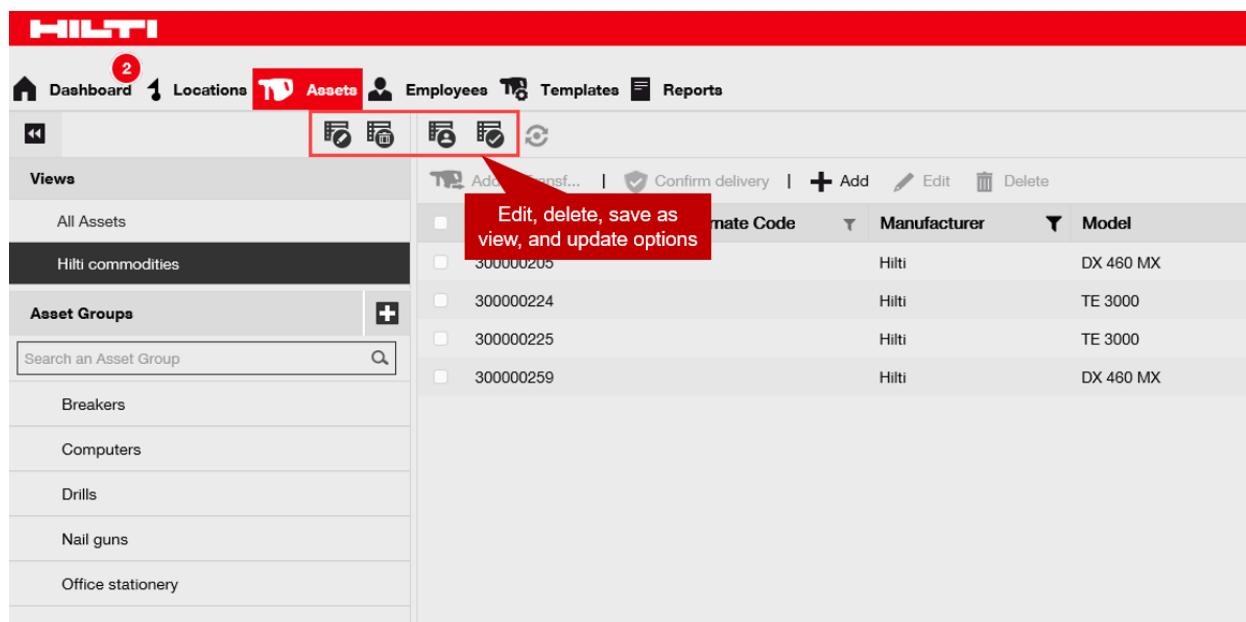 HILTI
2
Dashboard Locations Assets Employees Templates Reports
Views
All Assets
Hilti commodities
Asset Groups
Search an Asset Group
Breakers
Computers
Drills
Nail guns
Office stationery
Confirm delivery | Add Edit Delete
Edit, delete, save as
view, and update options
Code Manufacturer Model
300000205 Hilti DX 460 MX
300000224 Hilti TE 3000
300000225 Hilti TE 3000
300000259 Hilti DX 460 MX